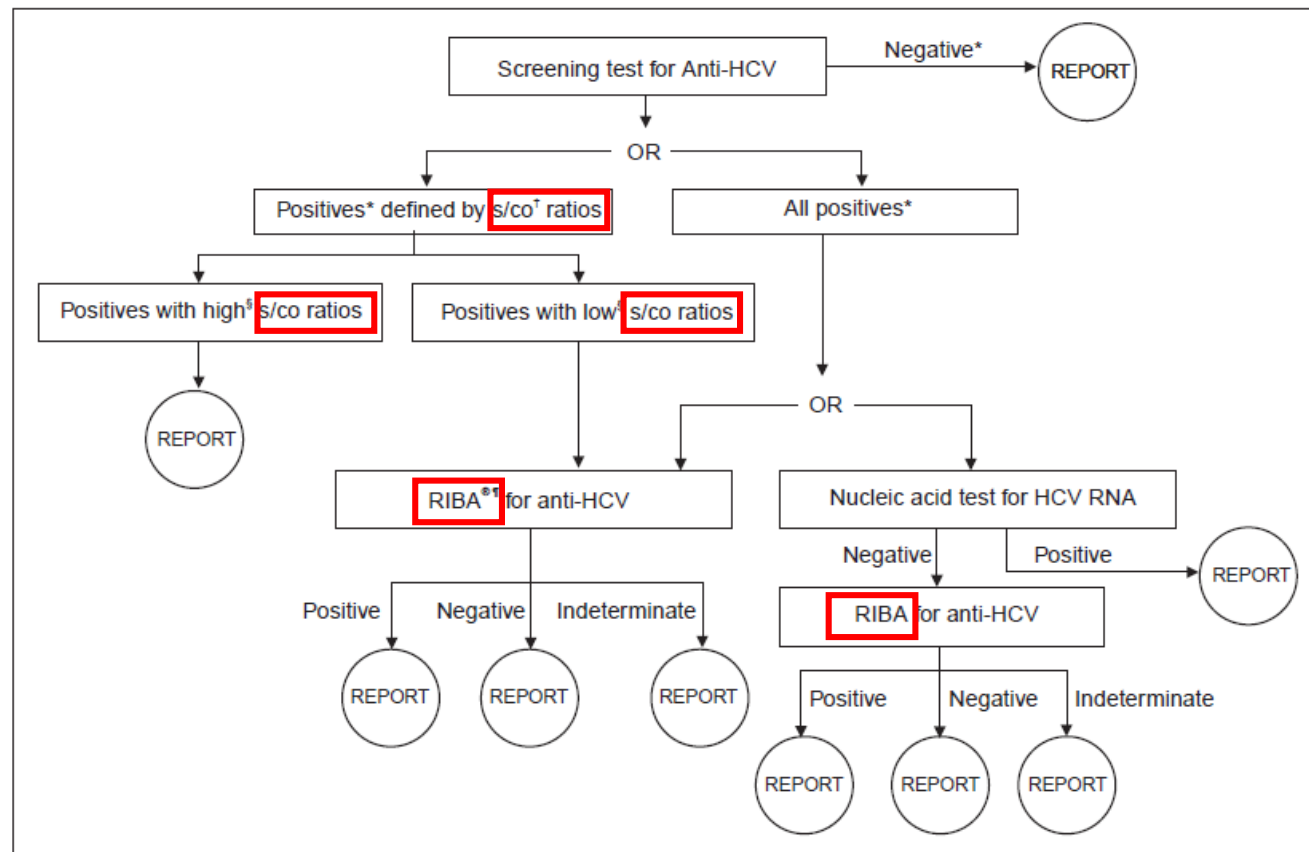 Screening test for Anti-HCV
Negative*
REPORT
OR
Positives* defined by s/co† ratios
All positives*
Positives with high§ s/co ratios
Positives with low§ s/co ratios
REPORT
OR
RIBA®¶ for anti-HCV
Nucleic acid test for HCV RNA
Negative
Positive
REPORT
RIBA for anti-HCV
Positive
Negative
Indeterminate
REPORT
REPORT
REPORT
Positive
Negative
Indeterminate
REPORT
REPORT
REPORT